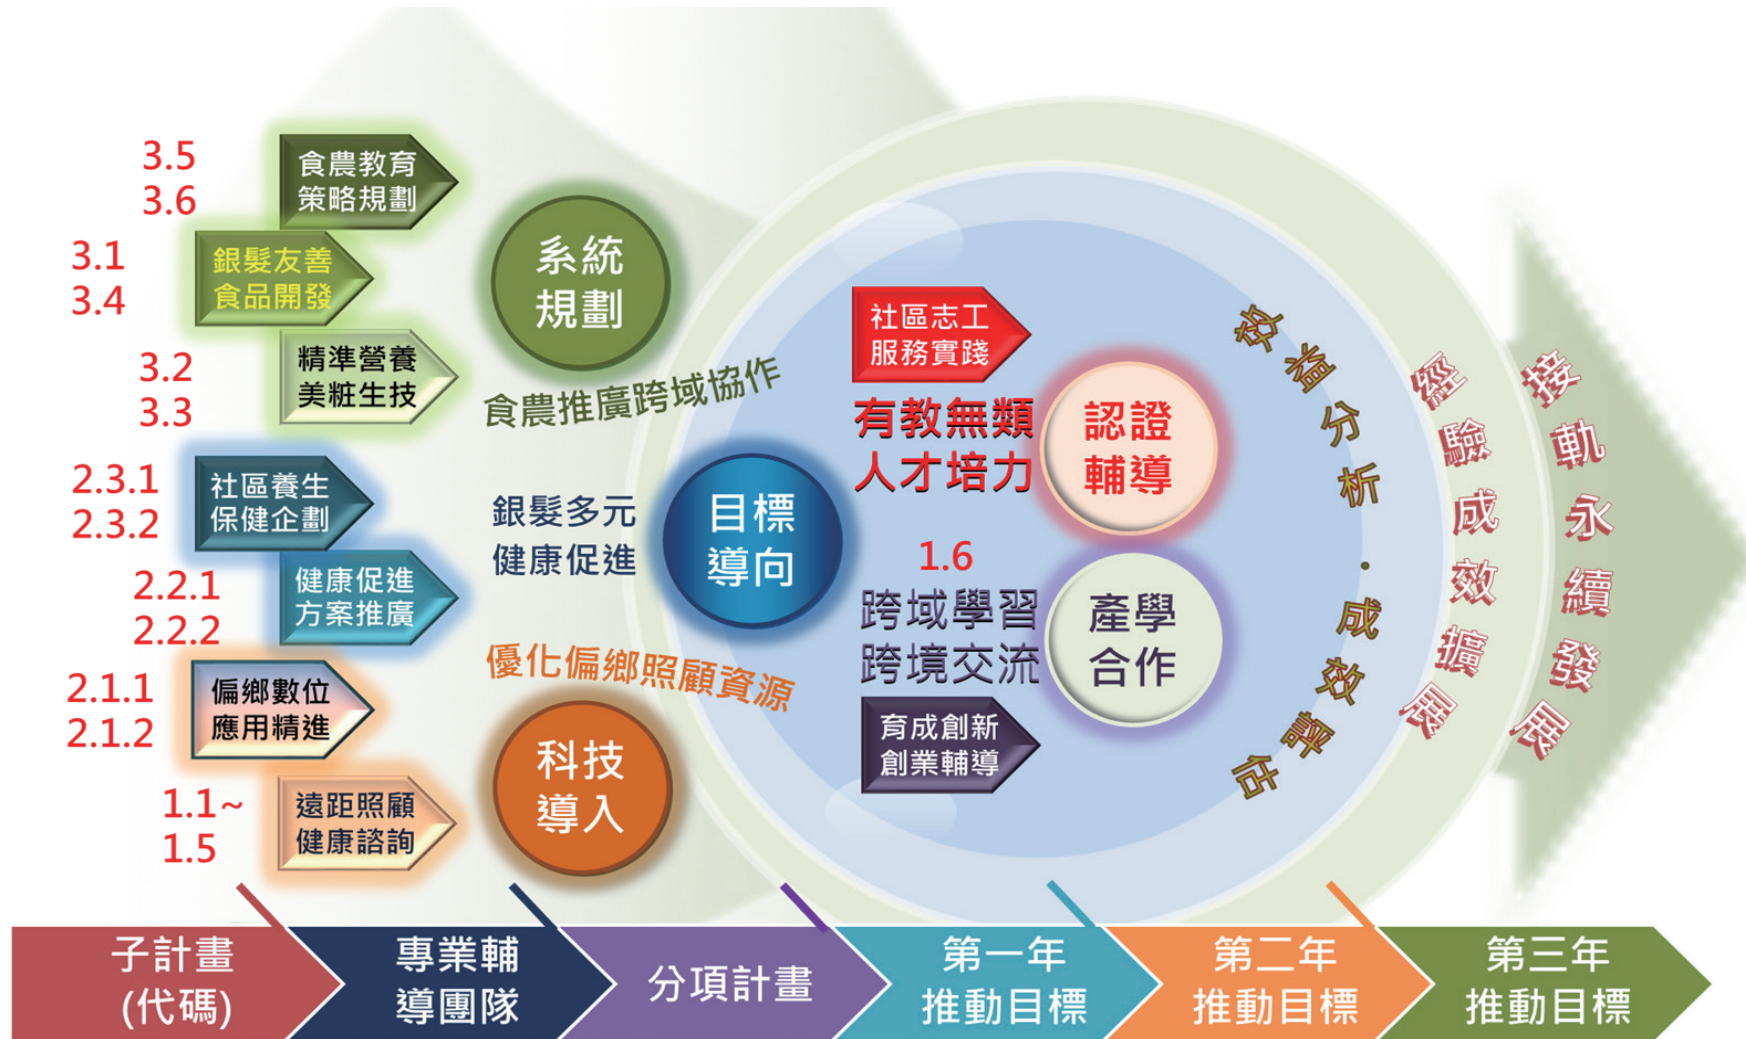 3.5
3.6
食農教育
策略規劃
3.1
3.4
銀髮友善
食品開發
3.2
3.3
精準營養
美粧生技
系統
規劃
食農推廣跨域協作
2.3.1
2.3.2
社區養生
保健企劃
2.2.1
2.2.2
健康促進
方案推廣
銀髮多元
健康促進
目標
導向
2.1.1
2.1.2
偏鄉數位
應用精進
1.1~
1.5
遠距照顧
健康諮詢
優化偏鄉照顧資源
科技
導入
社區志工
服務實踐
有教無類
人才培力
認證
輔導
1.6
跨域學習
跨境交流
產學
合作
育成創新
創業輔導
效益分析・成效評估
經驗成效擴展
接軌永續發展
子計畫
(代碼)
專業輔
導團隊
分項計畫
第一年
推動目標
第二年
推動目標
第三年
推動目標